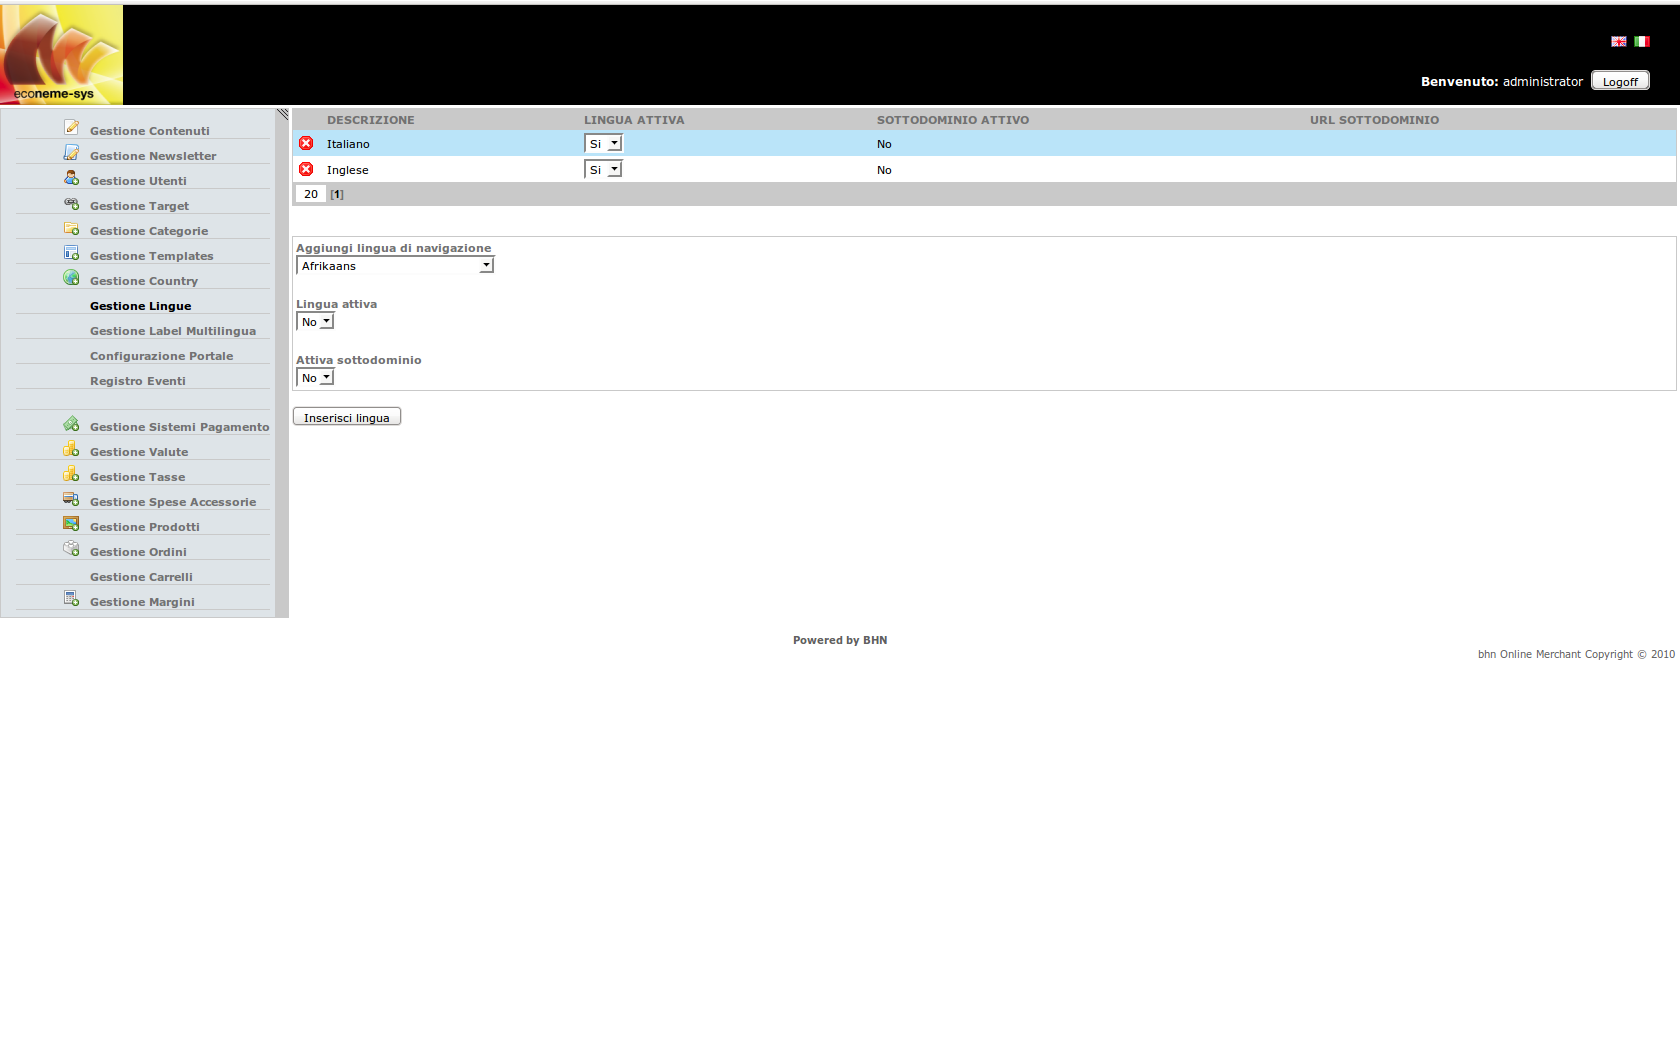 econeme-sys
Benvenuto: administrator Logoff
Gestione Contenuti
Gestione Newsletter
Gestione Utenti
Gestione Target
Gestione Categorie
Gestione Templates
Gestione Country
Gestione Lingue
Gestione Label Multilingua
Configurazione Portale
Registro Eventi
Gestione Sistemi Pagamento
Gestione Valute
Gestione Tasse
Gestione Spese Accessorie
Gestione Prodotti
Gestione Ordini
Gestione Carrelli
Gestione Margini
DESCRIZIONE LINGUA ATTIVA SOTTODOMINIO ATTIVO URL SOTTODOMINIO
Italiano Si No
Inglese Si No
20 [1]
Aggiungi lingua di navigazione
Afrikaans
Lingua attiva
No
Attiva sottodominio
No
Inserisci lingua
Powered by BHN
bhn Online Merchant Copyright © 2010